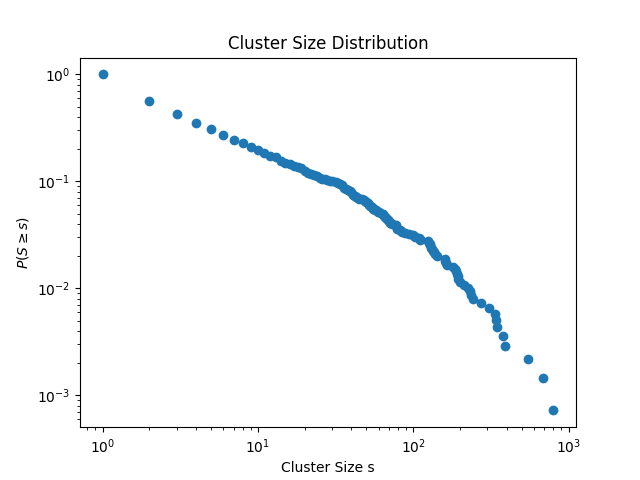 Cluster Size Distribution
10⁰
10⁻¹
10⁻²
10⁻³
P(S ≥ s)
10⁰ 10¹ 10² 10³
Cluster Size s